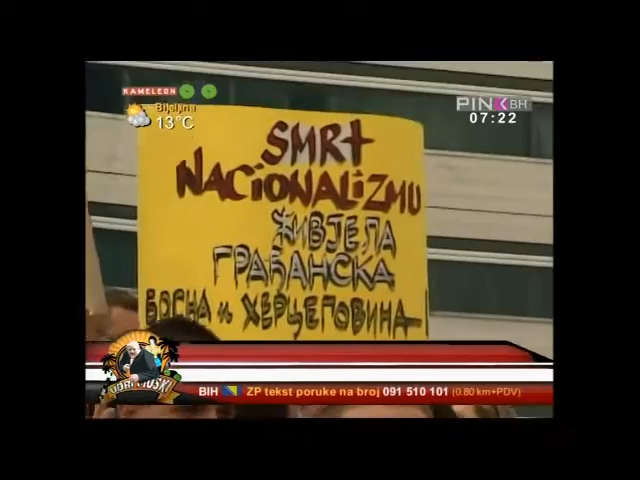 KAMELEON
Bijeljina
13°C
PINK BH
07:22
SMRt
NACiONALiZMU
ЖИВЈЕЛА
ГРАЂАНСКА
БОСНА и ХЕРЦЕГОВИНА!
BIH ZP tekst poruke na broj 091 510 101 (0.80 km+PDV)